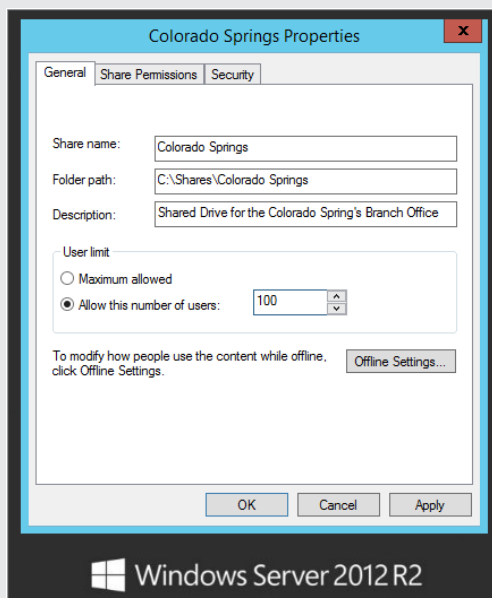 Colorado Springs Properties
x
General Share Permissions Security
Share name: Colorado Springs
Folder path: C:\Shares\Colorado Springs
Description: Shared Drive for the Colorado Spring's Branch Office
User limit
Maximum allowed
Allow this number of users: 100
To modify how people use the content while offline,
click Offline Settings.
Offline Settings...
OK Cancel Apply
Windows Server 2012 R2